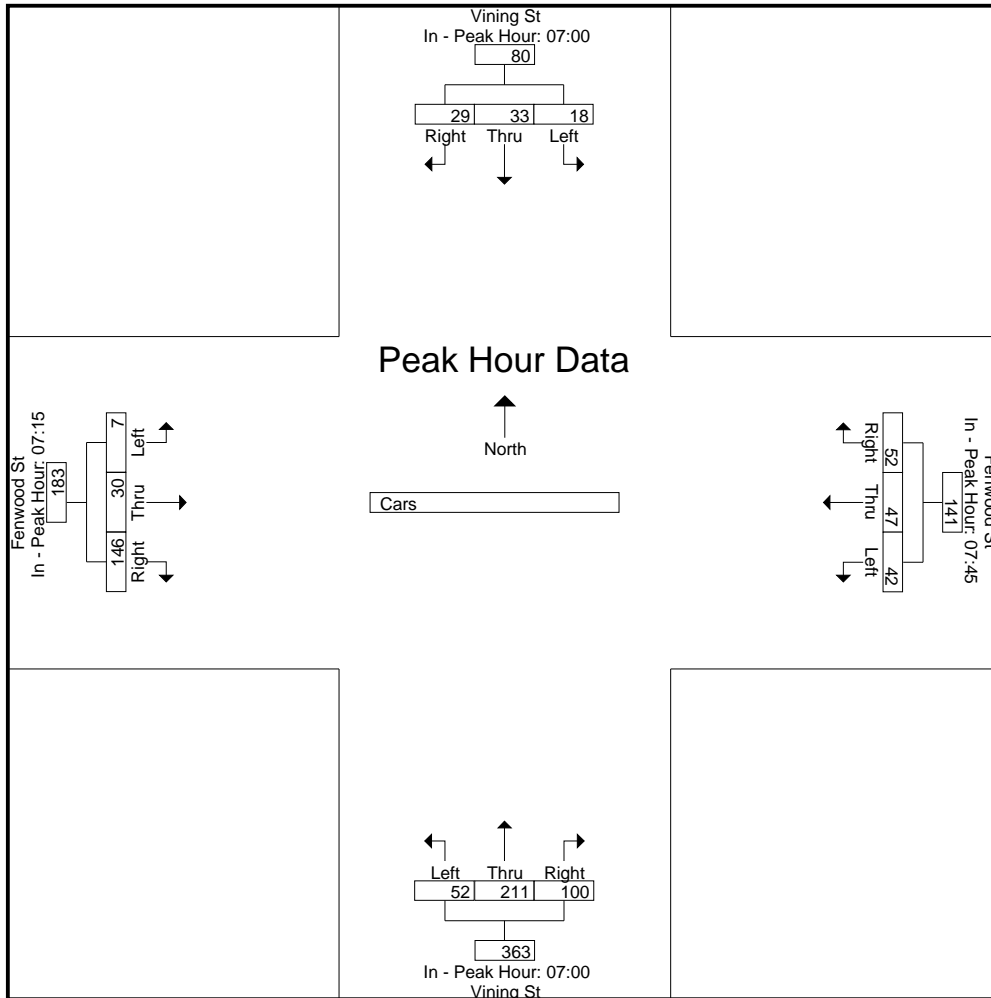 Vining St
In - Peak Hour: 07:00
80
29 33 18
Right Thru Left
Peak Hour Data
North
Cars
Fenwood St
In - Peak Hour: 07:15
183
7 30 146
Left Thru Right
Fenwood St
In - Peak Hour: 07:45
141
52 47 42
Right Thru Left
Left Thru Right
52 211 100
363
In - Peak Hour: 07:00
Vining St